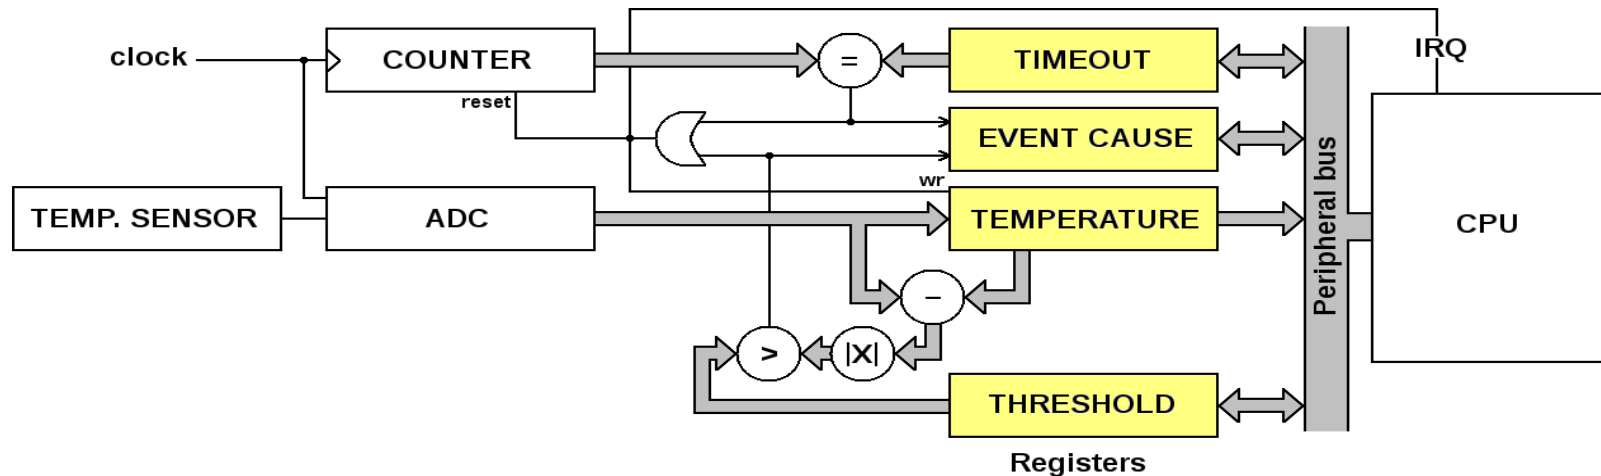 IRQ
clock
COUNTER
=
TIMEOUT
reset
EVENT CAUSE
wr
TEMP. SENSOR
ADC
TEMPERATURE
Peripheral bus
CPU
−
>
|X|
THRESHOLD
Registers